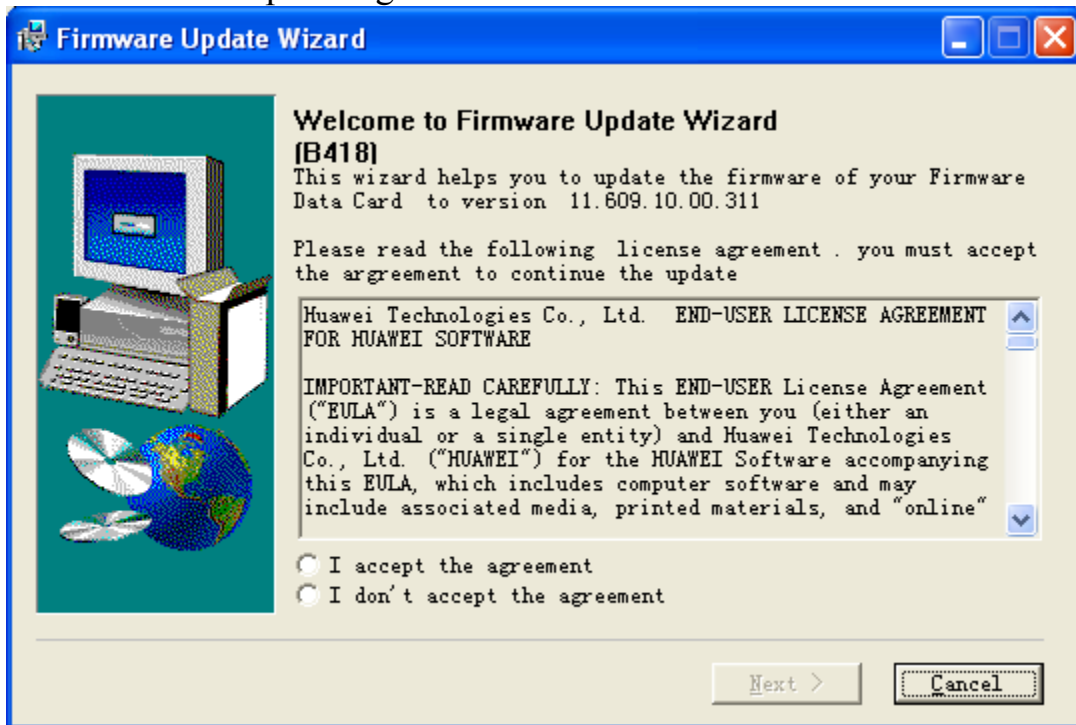 Firmware Update Wizard
Welcome to Firmware Update Wizard
(B418)
This wizard helps you to update the firmware of your Firmware
Data Card  to version  11.609.10.00.311
Please read the following  license agreement . you must accept
the argreement to continue the update
Huawei Technologies Co., Ltd.  END-USER LICENSE AGREEMENT
FOR HUAWEI SOFTWARE
IMPORTANT-READ CAREFULLY: This END-USER License Agreement
("EULA") is a legal agreement between you (either an
individual or a single entity) and Huawei Technologies
Co., Ltd. ("HUAWEI") for the HUAWEI Software accompanying
this EULA, which includes computer software and may
include associated media, printed materials, and "online"
I accept the agreement
I don't accept the agreement
Next >
Cancel